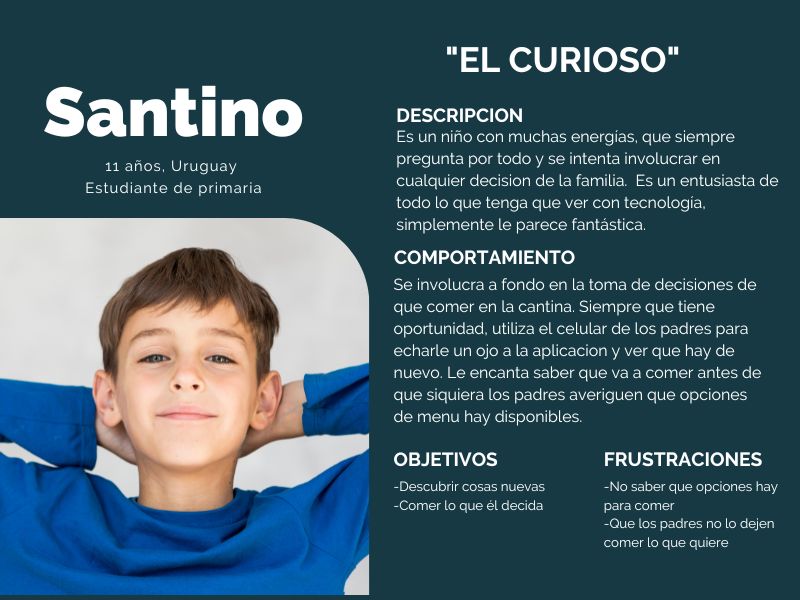 Santino
11 años, Uruguay
Estudiante de primaria
"EL CURIOSO"
DESCRIPCION
Es un niño con muchas energías, que siempre
pregunta por todo y se intenta involucrar en
cualquier decision de la familia.  Es un entusiasta de
todo lo que tenga que ver con tecnología,
simplemente le parece fantástica.
COMPORTAMIENTO
Se involucra a fondo en la toma de decisiones de
que comer en la cantina. Siempre que tiene
oportunidad, utiliza el celular de los padres para
echarle un ojo a la aplicacion y ver que hay de
nuevo. Le encanta saber que va a comer antes de
que siquiera los padres averiguen que opciones
de menu hay disponibles.
OBJETIVOS
-Descubrir cosas nuevas
-Comer lo que él decida
FRUSTRACIONES
-No saber que opciones hay
para comer
-Que los padres no lo dejen
comer lo que quiere